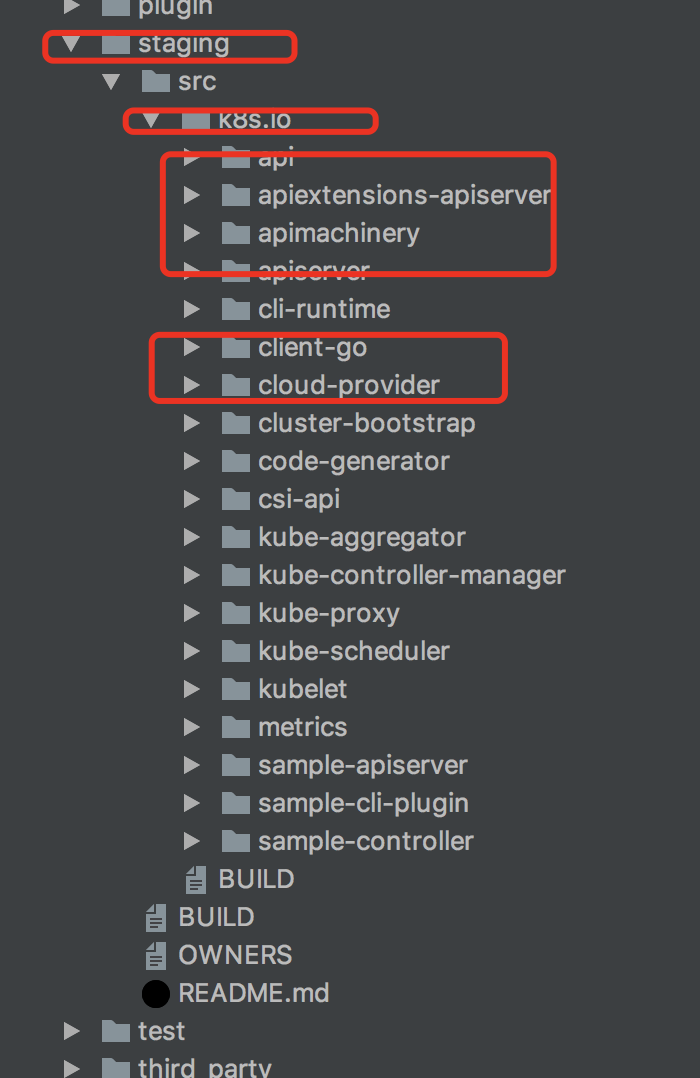 plugin
staging
src
k8s.io
api
apiextensions-apiserver
apimachinery
apiserver
cli-runtime
client-go
cloud-provider
cluster-bootstrap
code-generator
csi-api
kube-aggregator
kube-controller-manager
kube-proxy
kube-scheduler
kubelet
metrics
sample-apiserver
sample-cli-plugin
sample-controller
BUILD
BUILD
OWNERS
README.md
test
third_party